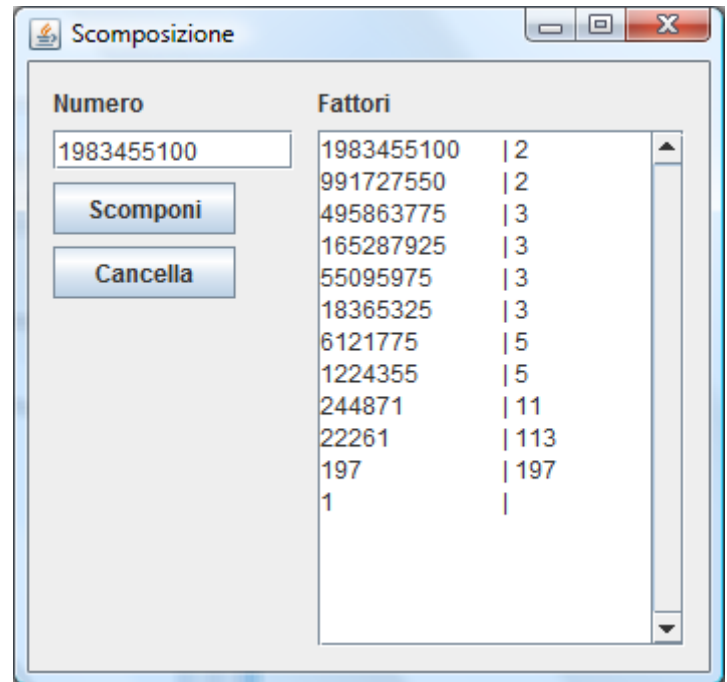 Scomposizione
Numero
1983455100
Scomponi
Cancella
Fattori
1983455100 | 2
991727550 | 2
495863775 | 3
165287925 | 3
55095975 | 3
18365325 | 3
6121775 | 5
1224355 | 5
244871 | 11
22261 | 113
197 | 197
1 |